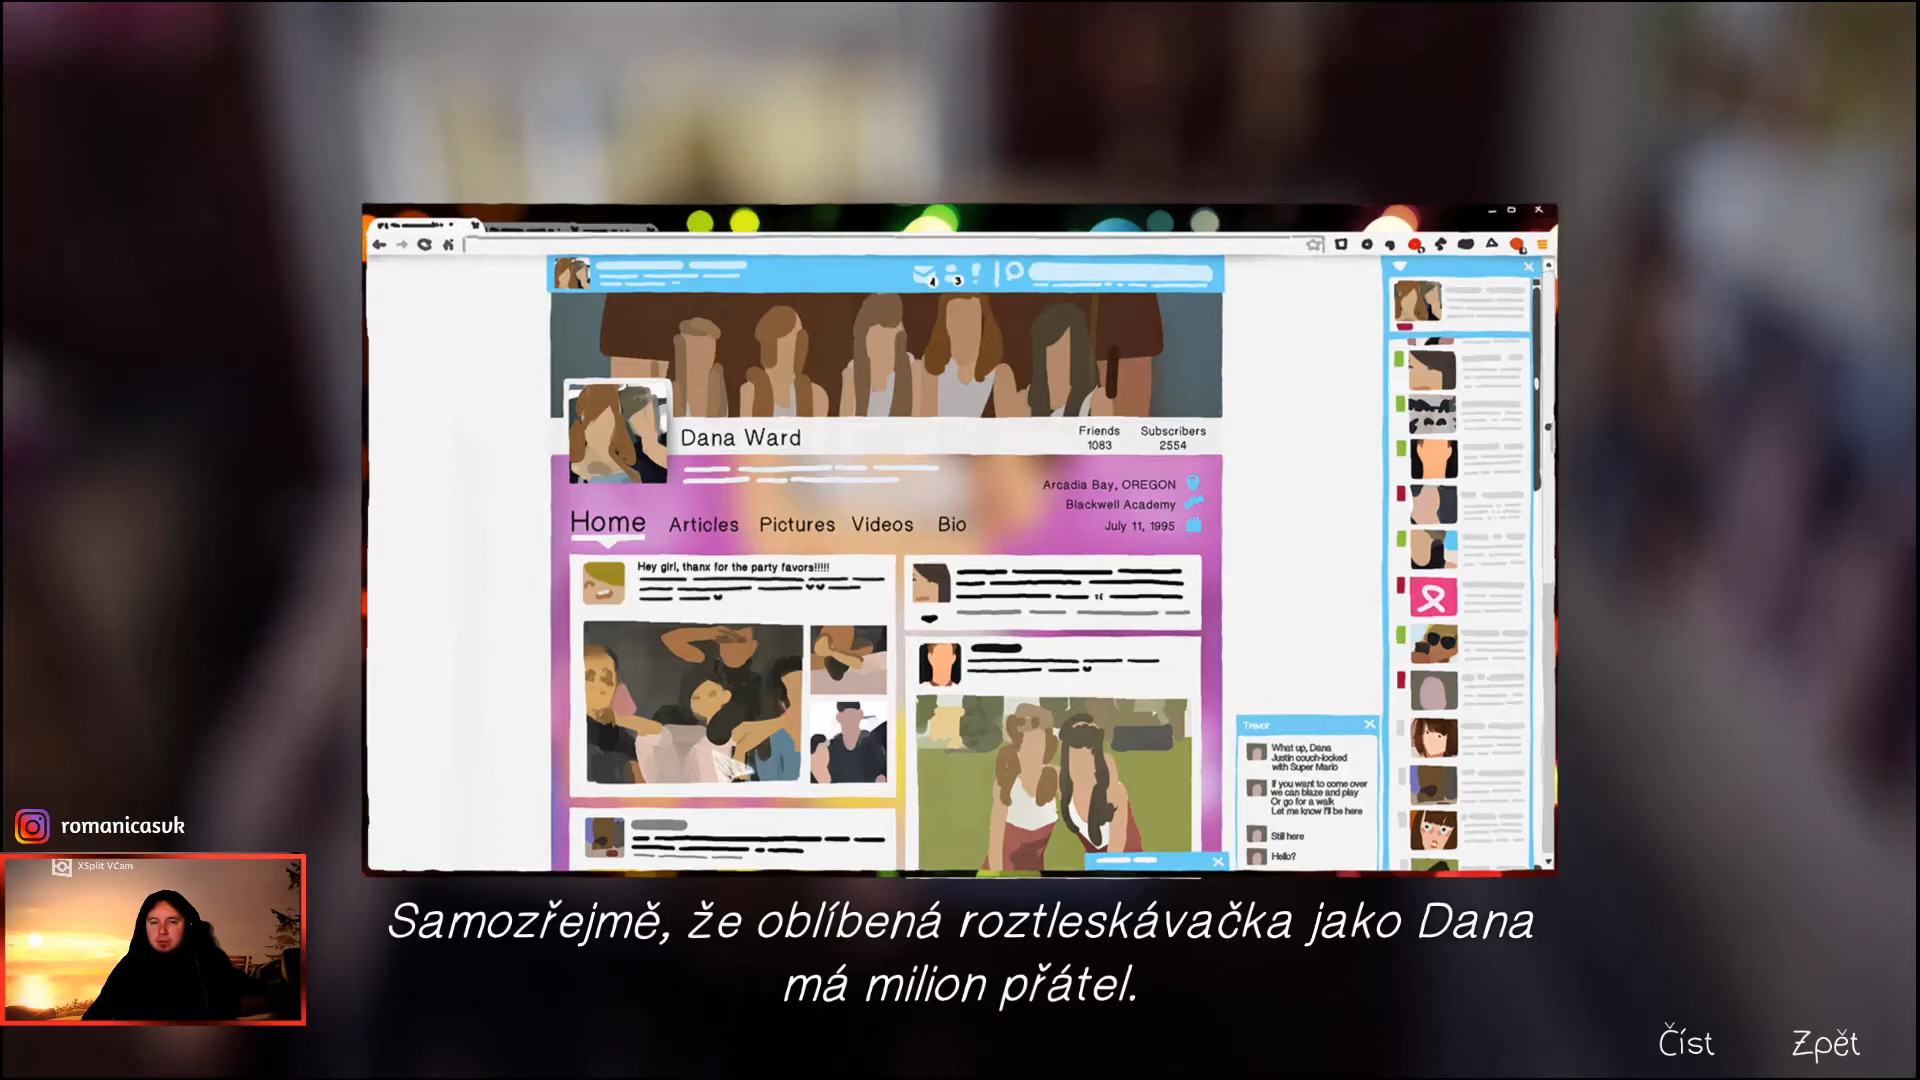 4
3
Dana Ward
Friends
1083
Subscribers
2554
Arcadia Bay, OREGON
Blackwell Academy
July 11, 1995
Home Articles Pictures Videos Bio
Hey girl, thanx for the party favors!!!!!
Trevor
What up, Dana
Justin couch-locked
with Super Mario
If you want to come over
we can blaze and play
Or go for a walk
Let me know I'll be here
Still here
Hello?
romanicasuk
XSplit VCam
Samozřejmě, že oblíbená roztleskávačka jako Dana
má milion přátel.
Číst Zpět